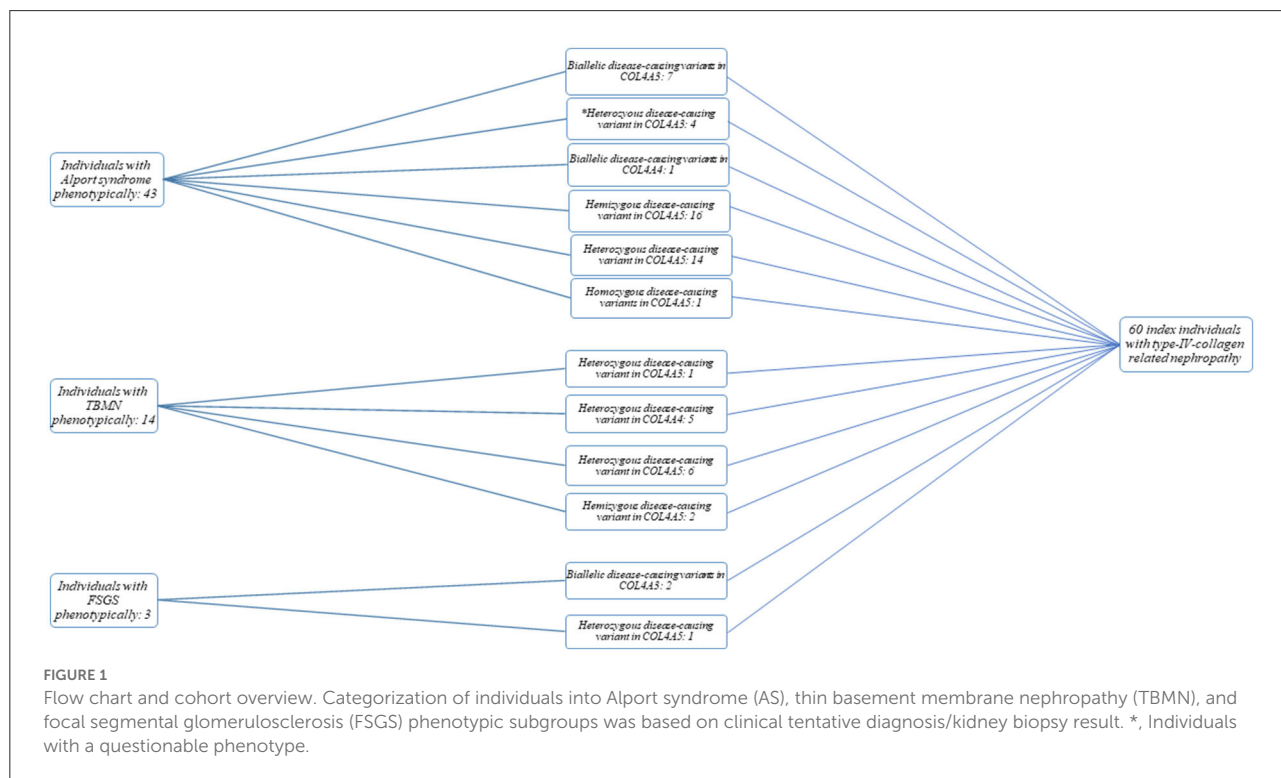 Individuals with
Alport syndrome
phenotypically: 43
Biallelic disease-causing variants in
COL4A3: 7
*Heterozyous disease-causing
variant in COL4A3: 4
Biallelic disease-causing variants in
COL4A4: 1
Hemizygous disease-causing
variant in COL4A5: 16
Heterozygous disease-causing
variant in COL4A5: 14
Homozygous disease-causing
variants in COL4A5: 1
Individuals with
TBMN
phenotypically: 14
Heterozygous disease-causing
variant in COL4A3: 1
Heterozygous disease-causing
variant in COL4A4: 5
Heterozygous disease-causing
variant in COL4A5: 6
Hemizygous disease-causing
variant in COL4A5: 2
Individuals with
FSGS
phenotypically: 3
Biallelic disease-causing variants in
COL4A3: 2
Heterozygous disease-causing
variant in COL4A5: 1
60 index individuals
with type-IV-collagen
related nephropathy
FIGURE 1
Flow chart and cohort overview. Categorization of individuals into Alport syndrome (AS), thin basement membrane nephropathy (TBMN), and
focal segmental glomerulosclerosis (FSGS) phenotypic subgroups was based on clinical tentative diagnosis/kidney biopsy result. *, Individuals
with a questionable phenotype.